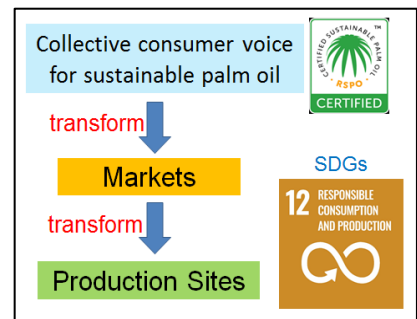 Collective consumer voice
for sustainable palm oil
CERTIFIED SUSTAINABLE PALM OIL
TM
RSPO
CERTIFIED
transform
Markets
SDGs
transform
12 RESPONSIBLE
CONSUMPTION
AND PRODUCTION
Production Sites